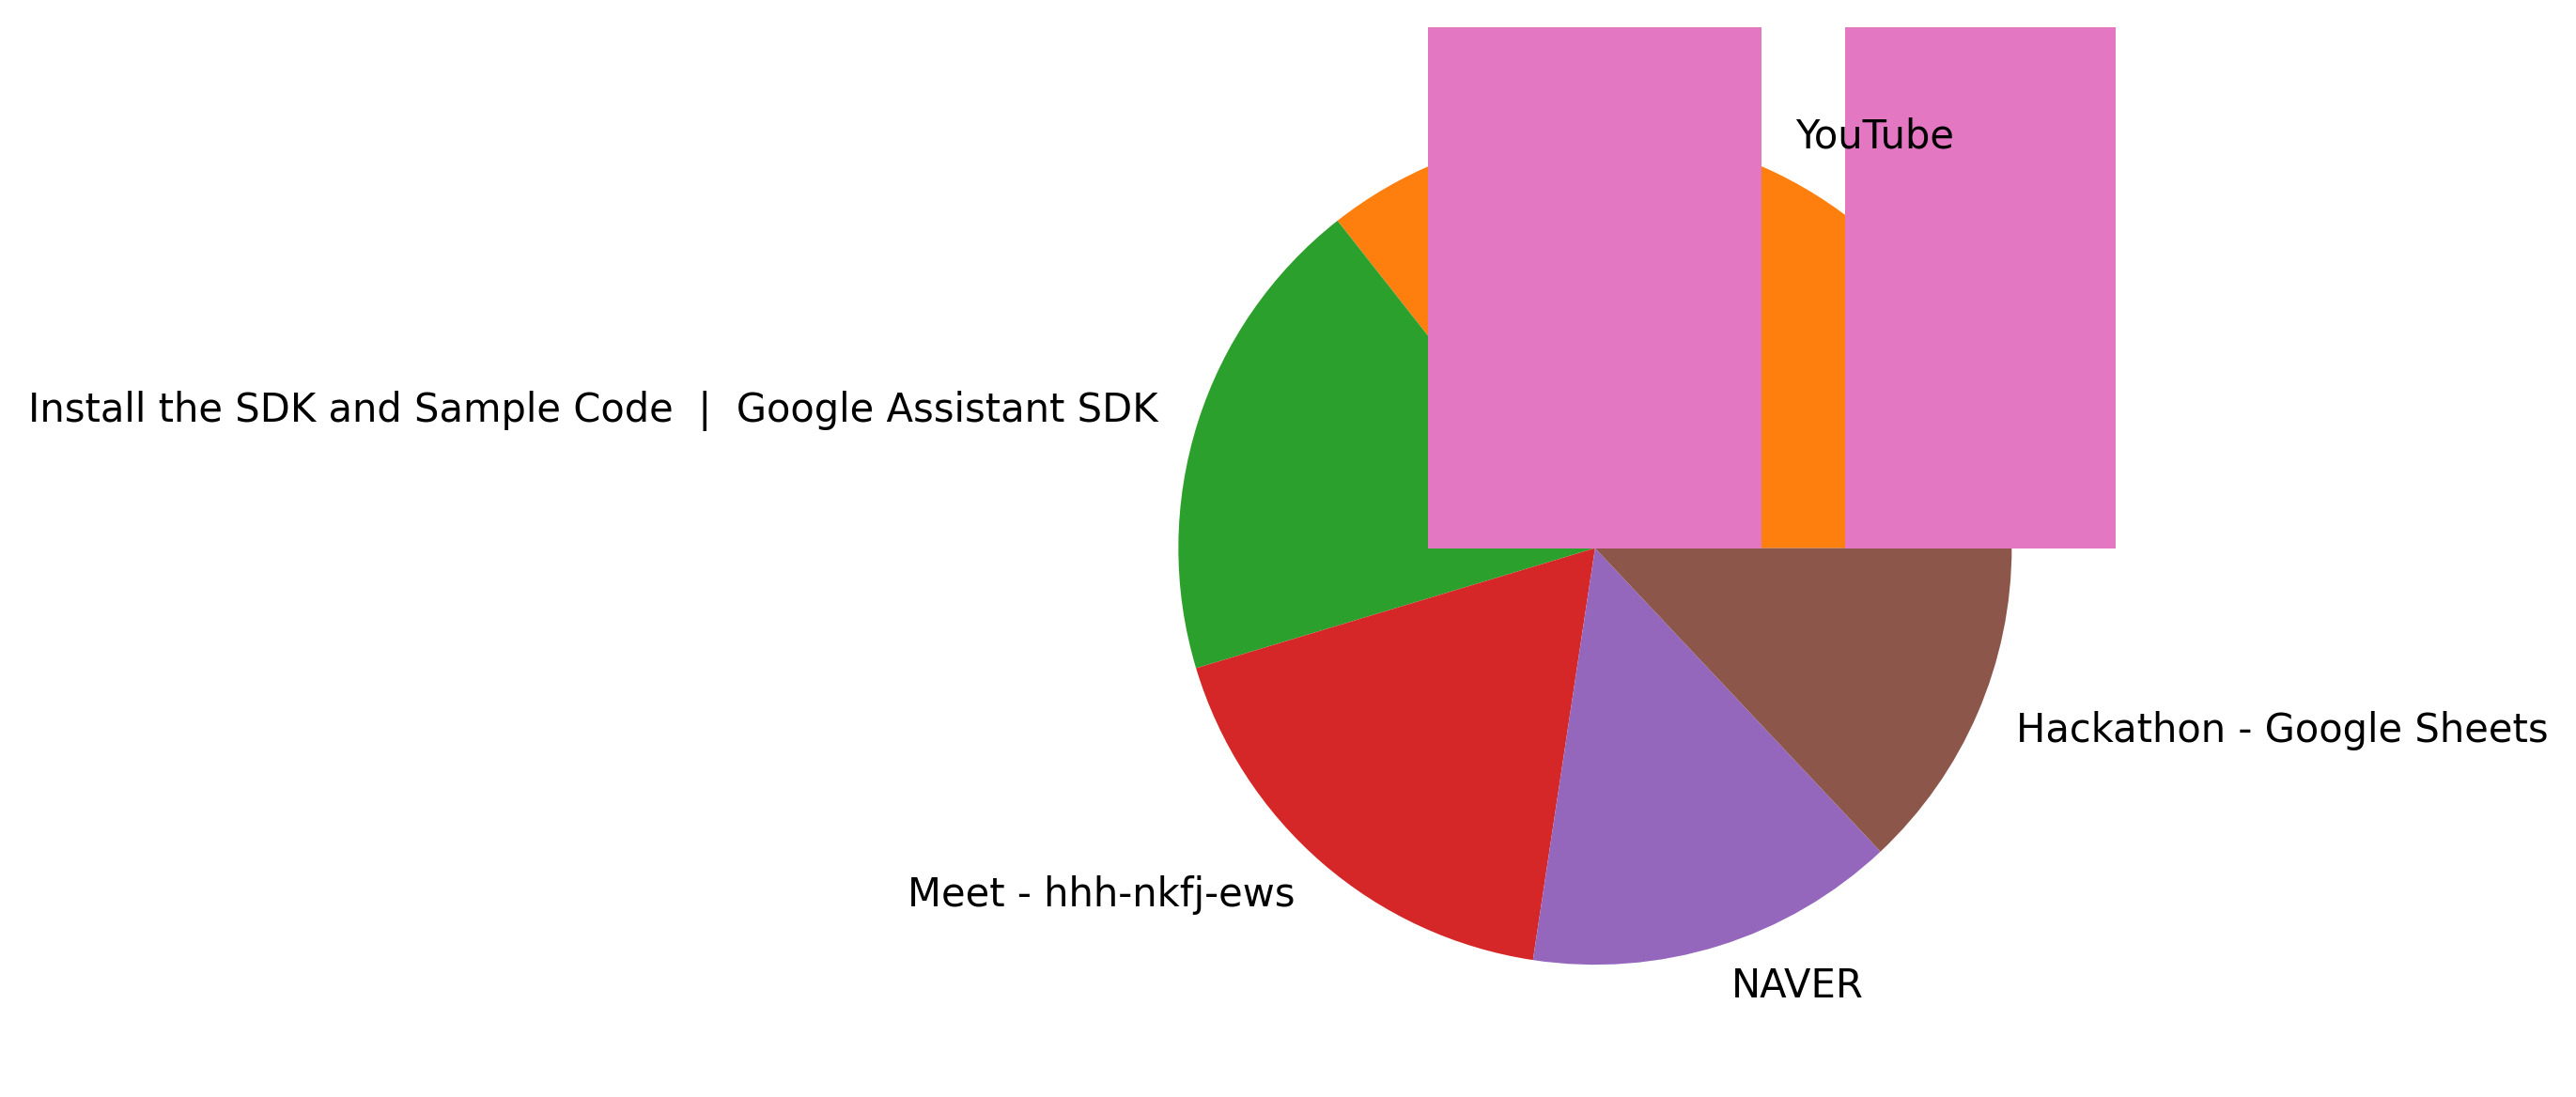 YouTube
Install the SDK and Sample Code | Google Assistant SDK
Hackathon - Google Sheets
Meet - hhh-nkfj-ews
NAVER